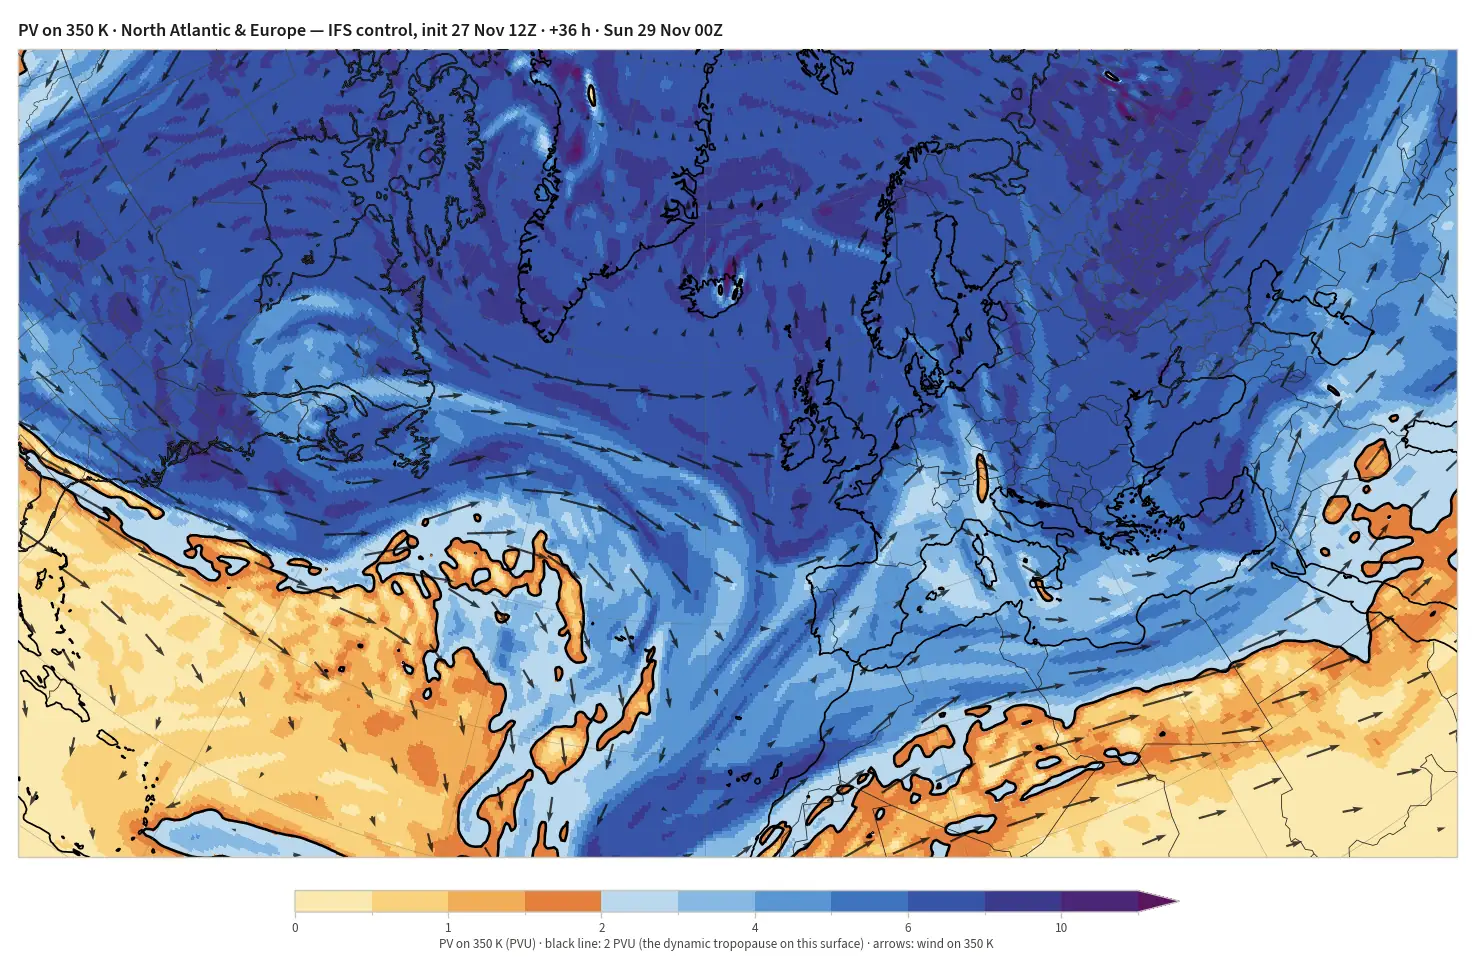 PV on 350 K · North Atlantic & Europe — IFS control, init 27 Nov 12Z · +36 h · Sun 29 Nov 00Z
0 1 2 4 6 10
PV on 350 K (PVU) · black line: 2 PVU (the dynamic tropopause on this surface) · arrows: wind on 350 K